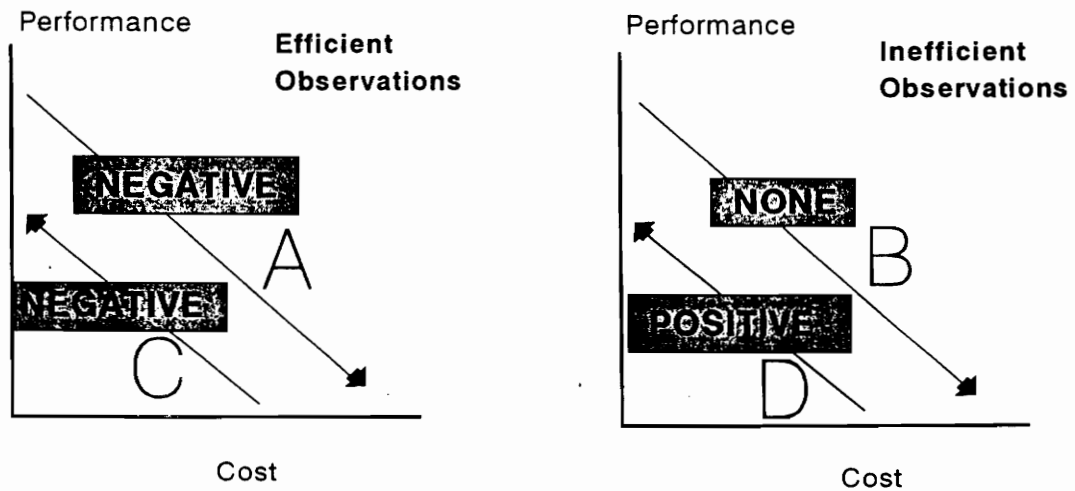 Performance
Efficient
Observations
NEGATIVE
A
NEGATIVE
C
Cost
Performance
Inefficient
Observations
NONE
B
POSITIVE
D
Cost